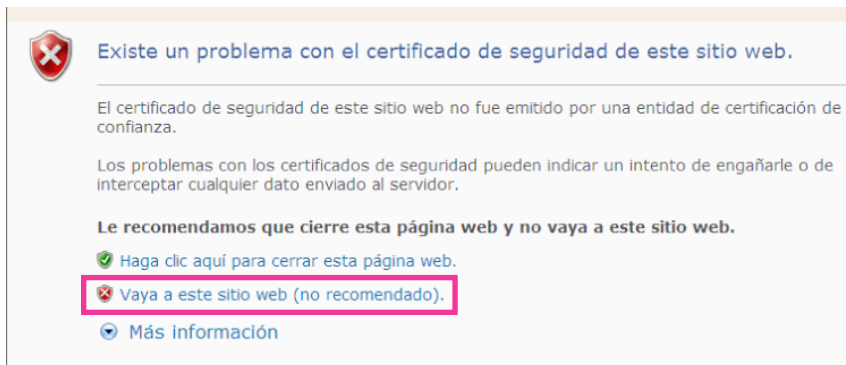 Existe un problema con el certificado de seguridad de este sitio web.
El certificado de seguridad de este sitio web no fue emitido por una entidad de certificación de
confianza.
Los problemas con los certificados de seguridad pueden indicar un intento de engañarle o de
interceptar cualquier dato enviado al servidor.
Le recomendamos que cierre esta página web y no vaya a este sitio web.
Haga clic aquí para cerrar esta página web.
Vaya a este sitio web (no recomendado).
Más información